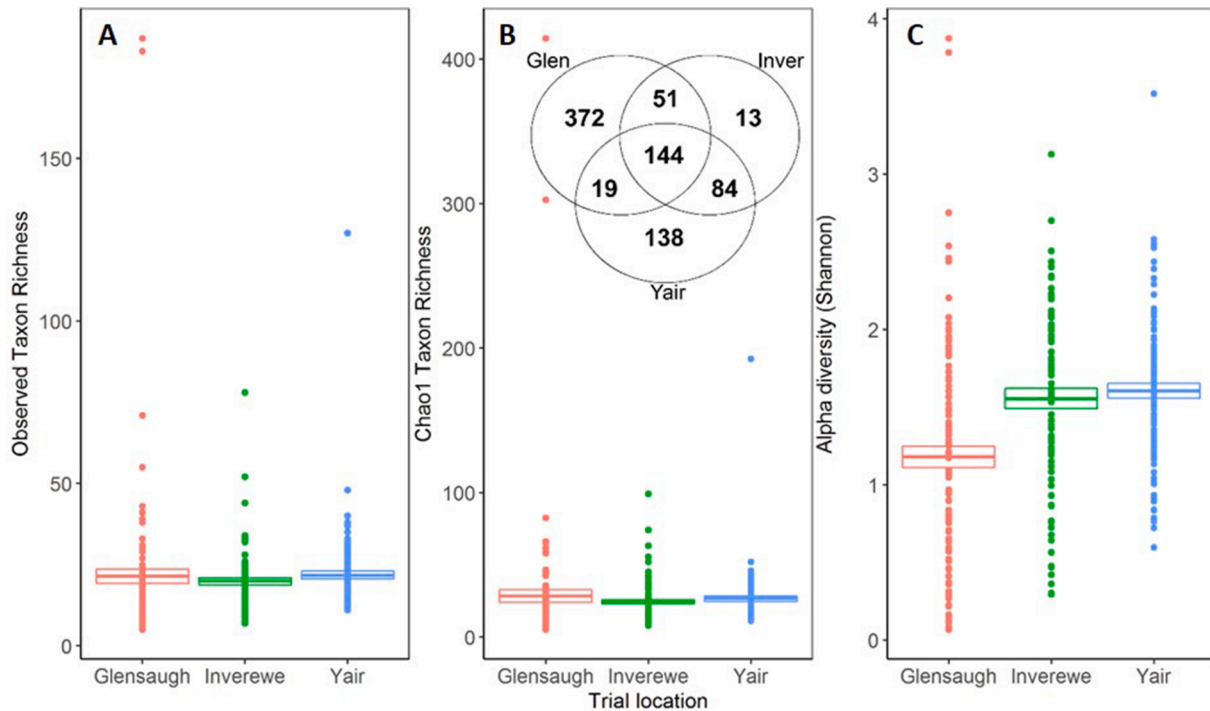 A
Observed Taxon Richness
150
100
50
0
Glensaugh Inverewe Yair
B
Chao1 Taxon Richness
400
300
200
100
0
Glen
Inver
372
51
13
144
19
84
138
Yair
Glensaugh Inverewe Yair
Trial location
C
Alpha diversity (Shannon)
4
3
2
1
0
Glensaugh Inverewe Yair